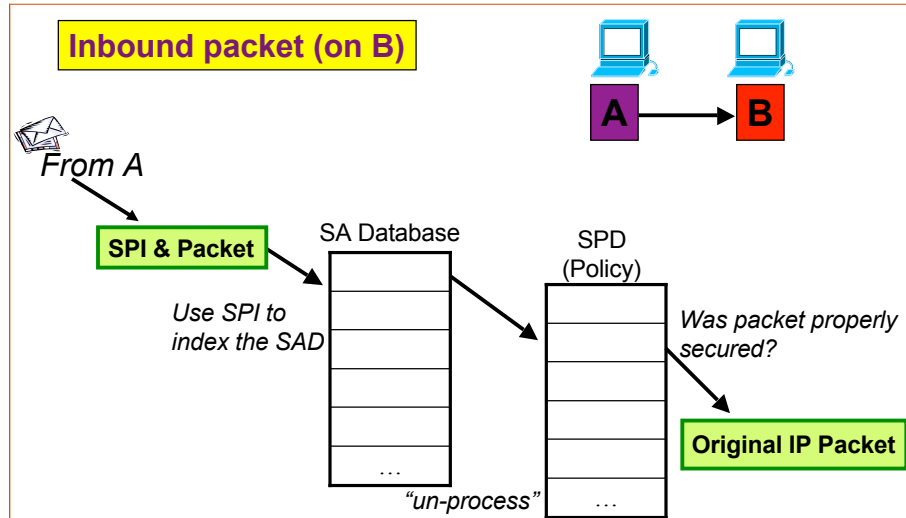 Inbound packet (on B)
A
B
From A
SPI & Packet
SA Database
SPD
(Policy)
Use SPI to
index the SAD
Was packet properly
secured?
Original IP Packet
...
"un-process"
...